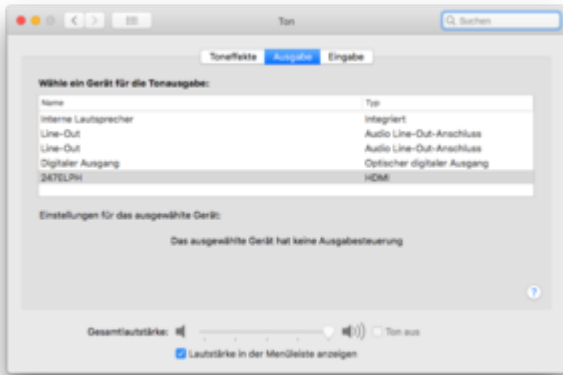 Ton
Suchen
Toneffekte Ausgabe Eingabe
Wähle ein Gerät für die Tonausgabe:
Name Typ
Interne Lautsprecher Integriert
Line-Out Audio Line-Out-Anschluss
Line-Out Audio Line-Out-Anschluss
Digitaler Ausgang Optischer digitaler Ausgang
247ELPH HDMI
Einstellungen für das ausgewählte Gerät:
Das ausgewählte Gerät hat keine Ausgabesteuerung
?
Gesamtlautstärke: Ton aus
Lautstärke in der Menüleiste anzeigen